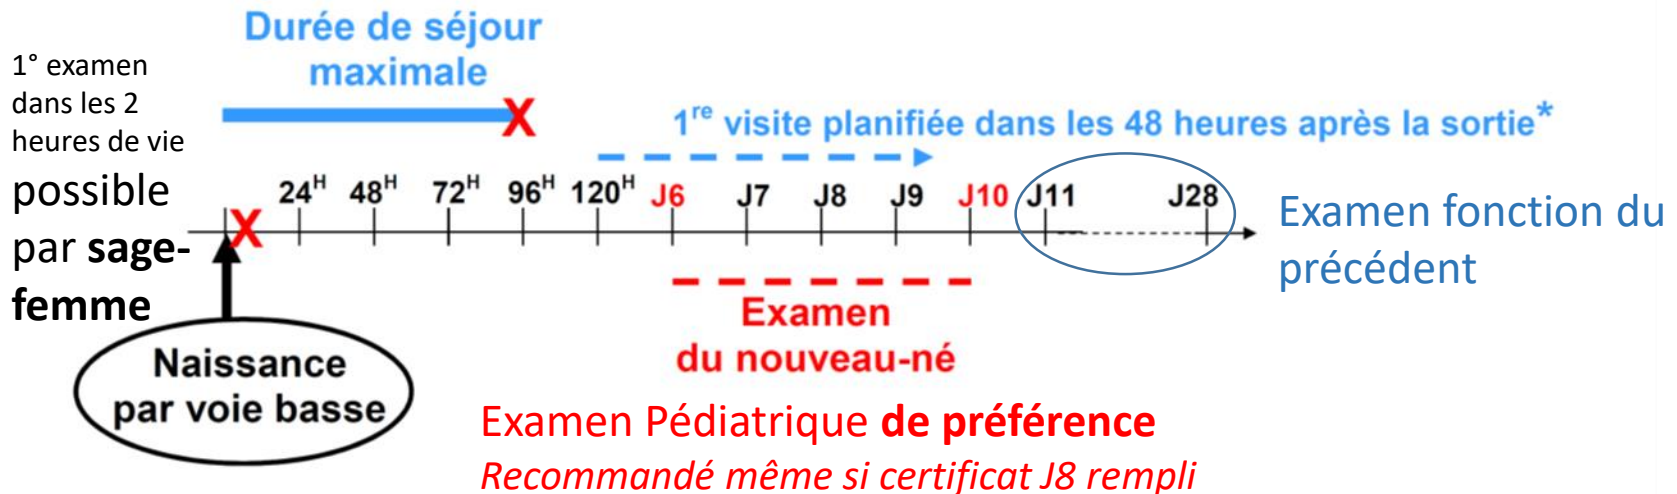 Durée de séjour
maximale
1° examen
dans les 2
heures de vie
possible
par sage-
femme
X
1re visite planifiée dans les 48 heures après la sortie*
24H 48H 72H 96H 120H J6 J7 J8 J9 J10 J11 J28
X
Examen fonction du
précédent
Naissance
par voie basse
Examen
du nouveau-né
Examen Pédiatrique de préférence
Recommandé même si certificat J8 rempli